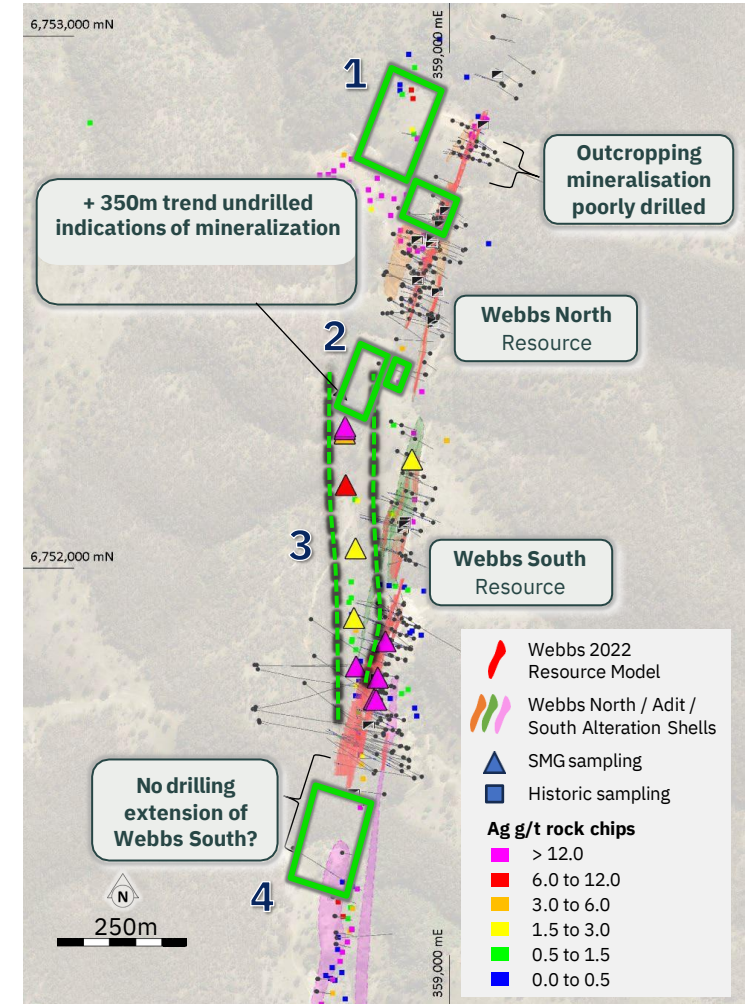 6,753,000 mN
359,000 mE
1
Outcropping
mineralisation
poorly drilled
+ 350m trend undrilled
indications of mineralization
Webbs North
Resource
2
3
6,752,000 mN
Webbs South
Resource
Webbs 2022
Resource Model
Webbs North / Adit /
South Alteration Shells
SMG sampling
Historic sampling
Ag g/t rock chips
> 12.0
6.0 to 12.0
3.0 to 6.0
1.5 to 3.0
0.5 to 1.5
0.0 to 0.5
No drilling
extension of
Webbs South?
4
N
250m
359,000 mE